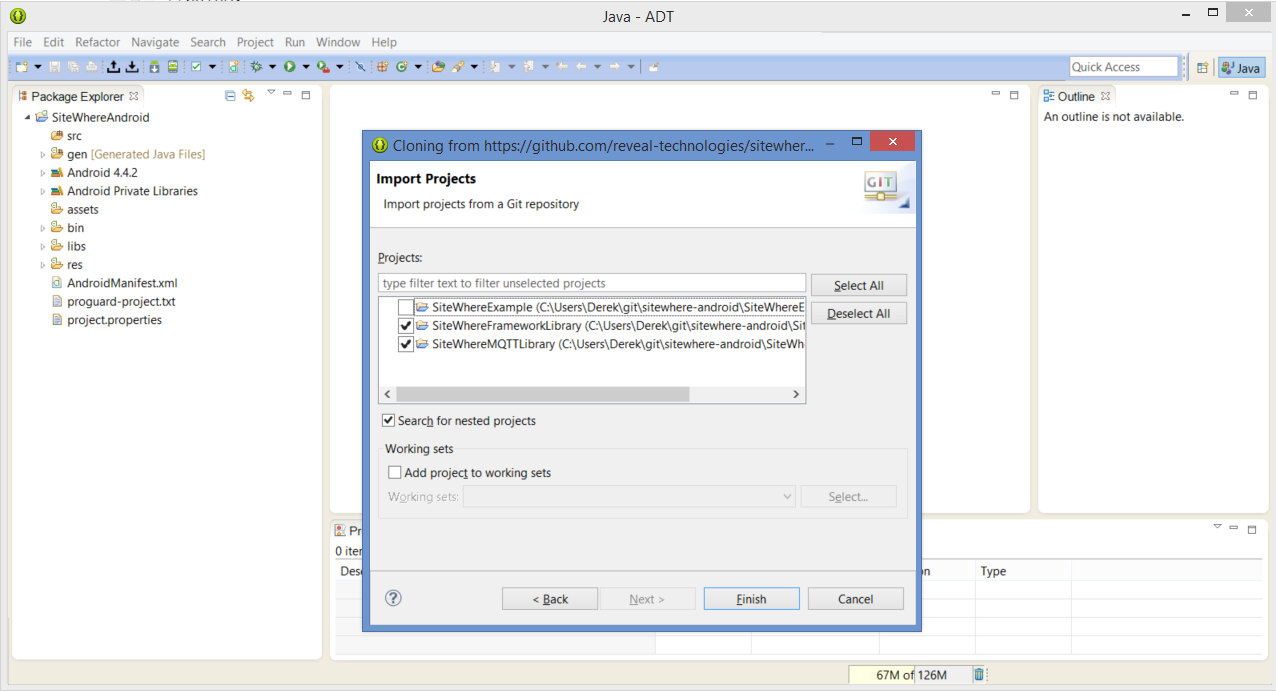 Java - ADT
File Edit Refactor Navigate Search Project Run Window Help
Quick Access
Java
Package Explorer
SiteWhereAndroid
src
gen [Generated Java Files]
Android 4.4.2
Android Private Libraries
assets
bin
libs
res
AndroidManifest.xml
proguard-project.txt
project.properties
Outline
An outline is not available.
Cloning from https://github.com/reveal-technologies/sitewher...
Import Projects
Import projects from a Git repository
GIT
Projects:
type filter text to filter unselected projects
Select All
Deselect All
SiteWhereExample (C:\Users\Derek\git\sitewhere-android\SiteWhereE
SiteWhereFrameworkLibrary (C:\Users\Derek\git\sitewhere-android\Sit
SiteWhereMQTTLibrary (C:\Users\Derek\git\sitewhere-android\SiteWh
Search for nested projects
Working sets
Add project to working sets
Working sets:
Select...
< Back
Next >
Finish
Cancel
Pr
0 iter
Desc
on
Type
67M of 126M